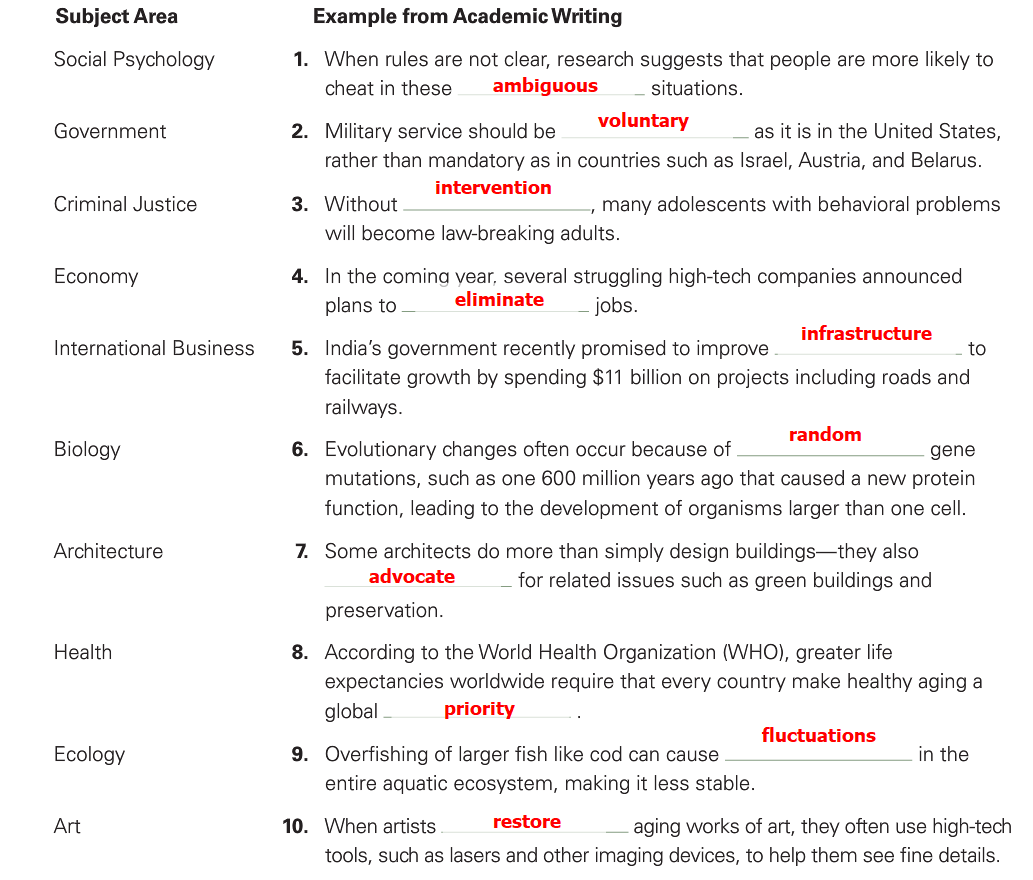 Subject Area Example from Academic Writing
Social Psychology 1. When rules are not clear, research suggests that people are more likely to
cheat in these ambiguous situations.
Government 2. Military service should be voluntary as it is in the United States,
rather than mandatory as in countries such as Israel, Austria, and Belarus.
Criminal Justice 3. Without intervention, many adolescents with behavioral problems
will become law-breaking adults.
Economy 4. In the coming year, several struggling high-tech companies announced
plans to eliminate jobs.
International Business 5. India's government recently promised to improve infrastructure to
facilitate growth by spending $11 billion on projects including roads and
railways.
Biology 6. Evolutionary changes often occur because of random gene
mutations, such as one 600 million years ago that caused a new protein
function, leading to the development of organisms larger than one cell.
Architecture 7. Some architects do more than simply design buildings—they also
advocate for related issues such as green buildings and
preservation.
Health 8. According to the World Health Organization (WHO), greater life
expectancies worldwide require that every country make healthy aging a
global priority.
Ecology 9. Overfishing of larger fish like cod can cause fluctuations in the
entire aquatic ecosystem, making it less stable.
Art 10. When artists restore aging works of art, they often use high-tech
tools, such as lasers and other imaging devices, to help them see fine details.